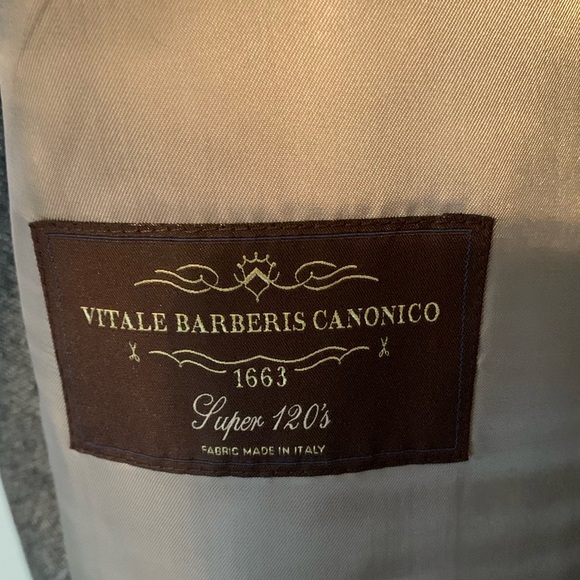 VITALE BARBERIS CANONICO
1663
Super 120's
FABRIC MADE IN ITALY